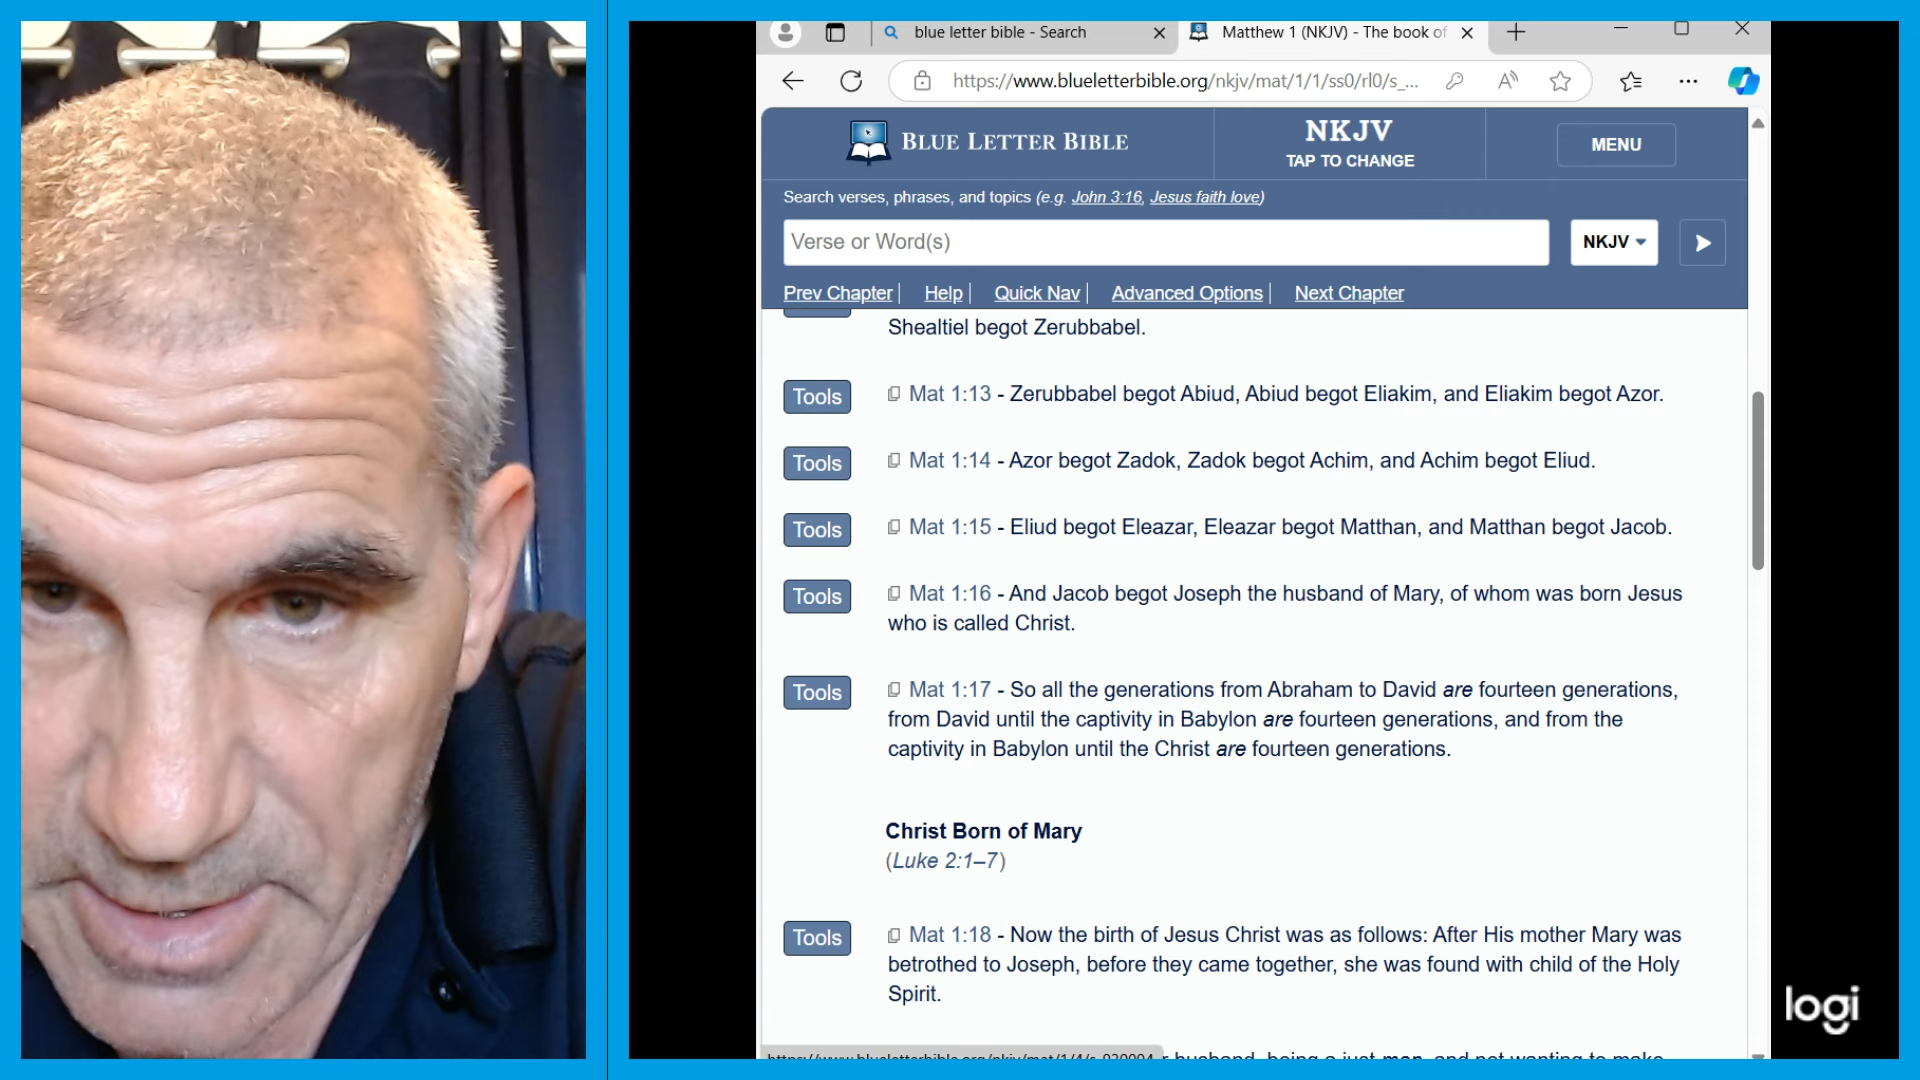 blue letter bible - Search
Matthew 1 (NKJV) - The book of
https://www.blueletterbible.org/nkjv/mat/1/1/ss0/rl0/s_...
BLUE LETTER BIBLE
NKJV
TAP TO CHANGE
MENU
Search verses, phrases, and topics (e.g. John 3:16, Jesus faith love)
Verse or Word(s)
NKJV
Prev Chapter | Help | Quick Nav | Advanced Options | Next Chapter
Shealtiel begot Zerubbabel.
Tools Mat 1:13 - Zerubbabel begot Abiud, Abiud begot Eliakim, and Eliakim begot Azor.
Tools Mat 1:14 - Azor begot Zadok, Zadok begot Achim, and Achim begot Eliud.
Tools Mat 1:15 - Eliud begot Eleazar, Eleazar begot Matthan, and Matthan begot Jacob.
Tools Mat 1:16 - And Jacob begot Joseph the husband of Mary, of whom was born Jesus
who is called Christ.
Tools Mat 1:17 - So all the generations from Abraham to David are fourteen generations,
from David until the captivity in Babylon are fourteen generations, and from the
captivity in Babylon until the Christ are fourteen generations.
Christ Born of Mary
(Luke 2:1–7)
Tools Mat 1:18 - Now the birth of Jesus Christ was as follows: After His mother Mary was
betrothed to Joseph, before they came together, she was found with child of the Holy
Spirit.
husband, being a just man, and not wanting to make
logi